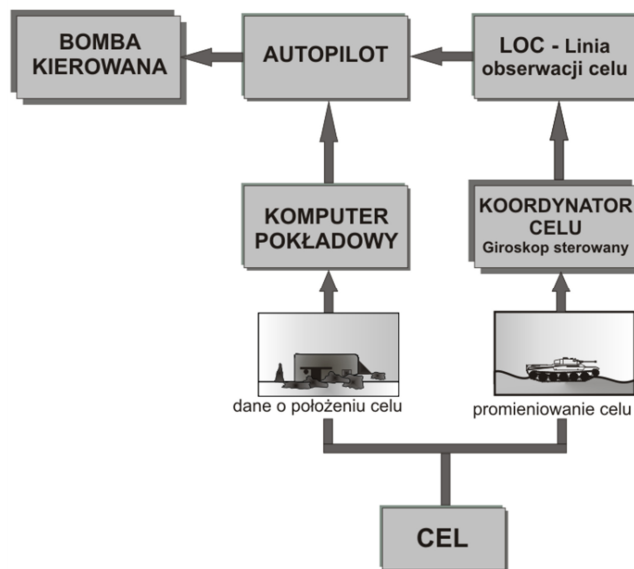 BOMBA
KIEROWANA
AUTOPILOT
LOC - Linia
obserwacji celu
KOMPUTER
POKŁADOWY
KOORDYNATOR
CELU
Giroskop sterowany
dane o położeniu celu
promieniowanie celu
CEL